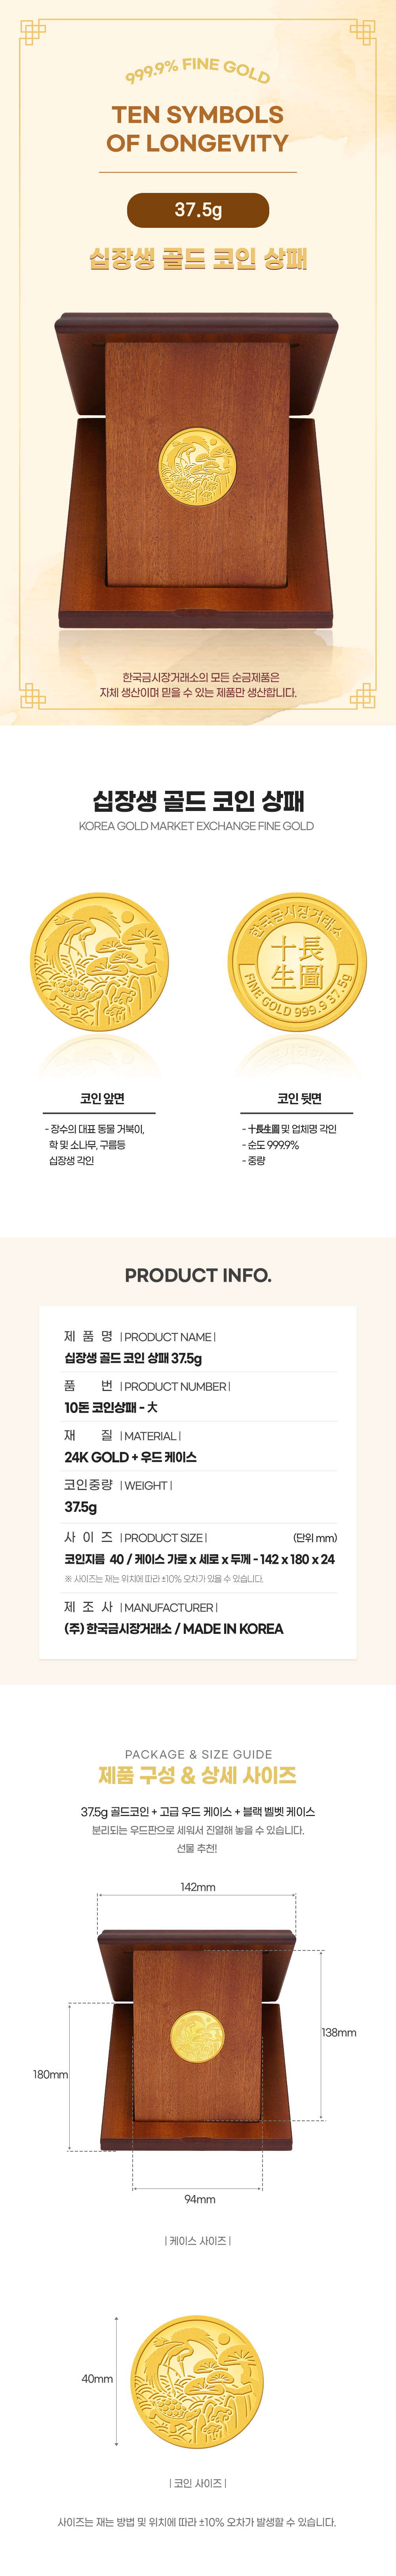 999.9% FINE GOLD
TEN SYMBOLS
OF LONGEVITY
37.5g
십장생 골드 코인 상패
한국금시장거래소의 모든 순금제품은
자체 생산이며 믿을 수 있는 제품만 생산합니다.
십장생 골드 코인 상패
KOREA GOLD MARKET EXCHANGE FINE GOLD
한국금시장거래소
十長
生圖
FINE GOLD 999.9 37.5g
코인 앞면
- 장수의 대표 동물 거북이,
학 및 소나무, 구름등
십장생 각인
코인 뒷면
- 十長生圖 및 업체명 각인
- 순도 999.9%
- 중량
PRODUCT INFO.
제 품 명 | PRODUCT NAME |
십장생 골드 코인 상패 37.5g
품 번 | PRODUCT NUMBER |
10돈 코인상패 - 大
재 질 | MATERIAL |
24K GOLD + 우드 케이스
코인중량 | WEIGHT |
37.5g
사 이 즈 | PRODUCT SIZE | (단위 mm)
코인지름 40 / 케이스 가로 x 세로 x 두께 - 142 x 180 x 24
※ 사이즈는 재는 위치에 따라 ±10% 오차가 있을 수 있습니다.
제 조 사 | MANUFACTURER |
(주) 한국금시장거래소 / MADE IN KOREA
PACKAGE & SIZE GUIDE
제품 구성 & 상세 사이즈
37.5g 골드코인 + 고급 우드 케이스 + 블랙 벨벳 케이스
분리되는 우드판으로 세워서 진열해 놓을 수 있습니다.
선물 추천!
142mm
138mm
180mm
94mm
| 케이스 사이즈 |
40mm
| 코인 사이즈 |
사이즈는 재는 방법 및 위치에 따라 ±10% 오차가 발생할 수 있습니다.